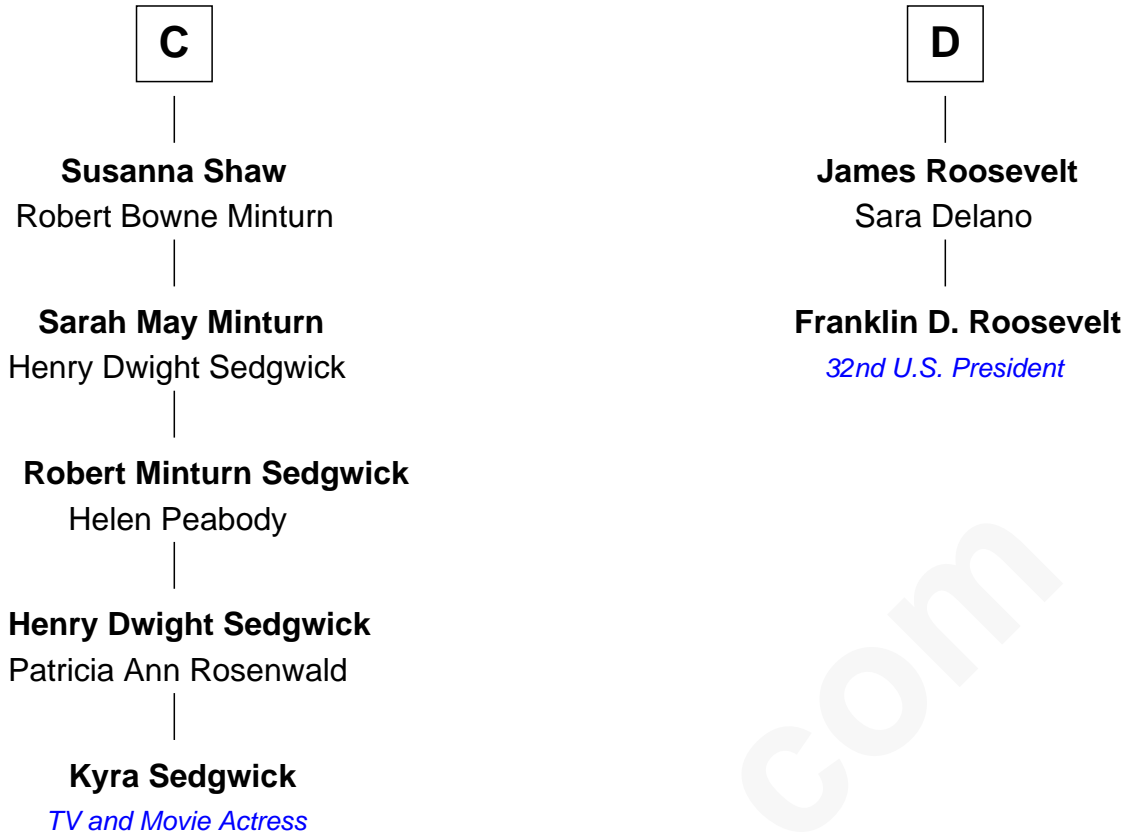 C
Susanna Shaw
Robert Bowne Minturn
Sarah May Minturn
Henry Dwight Sedgwick
Robert Minturn Sedgwick
Helen Peabody
Henry Dwight Sedgwick
Patricia Ann Rosenwald
Kyra Sedgwick
TV and Movie Actress
D
James Roosevelt
Sara Delano
Franklin D. Roosevelt
32nd U.S. President
com